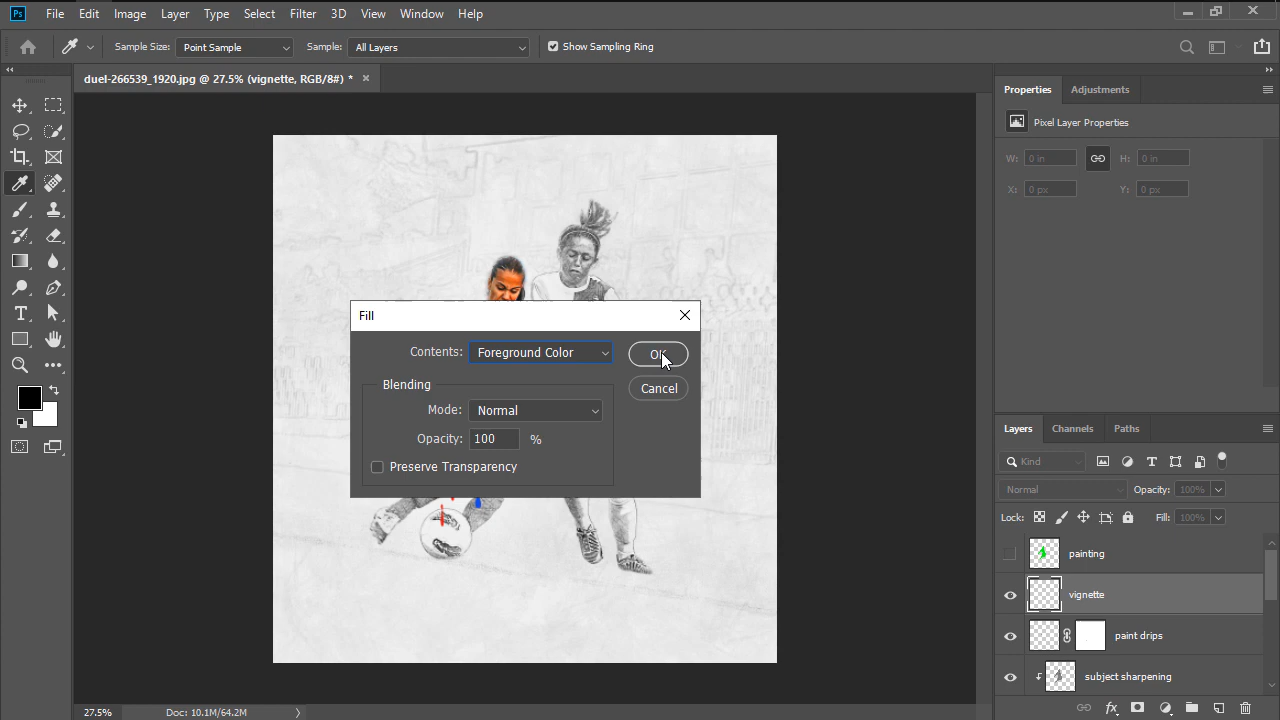 Ps File Edit Image Layer Type Select Filter 3D View Window Help
Sample Size: Point Sample Sample: All Layers Show Sampling Ring
duel-266539_1920.jpg @ 27.5% (vignette, RGB/8#) *
Properties Adjustments
Pixel Layer Properties
W: 0 in H: 0 in
X: 0 px Y: 0 px
Fill
Contents: Foreground Color OK
Blending Cancel
Mode: Normal
Opacity: 100 %
Preserve Transparency
Layers Channels Paths
Kind
Normal Opacity: 100%
Lock: Fill: 100%
painting
vignette
paint drips
subject sharpening
27.5% Doc: 10.1M/64.2M